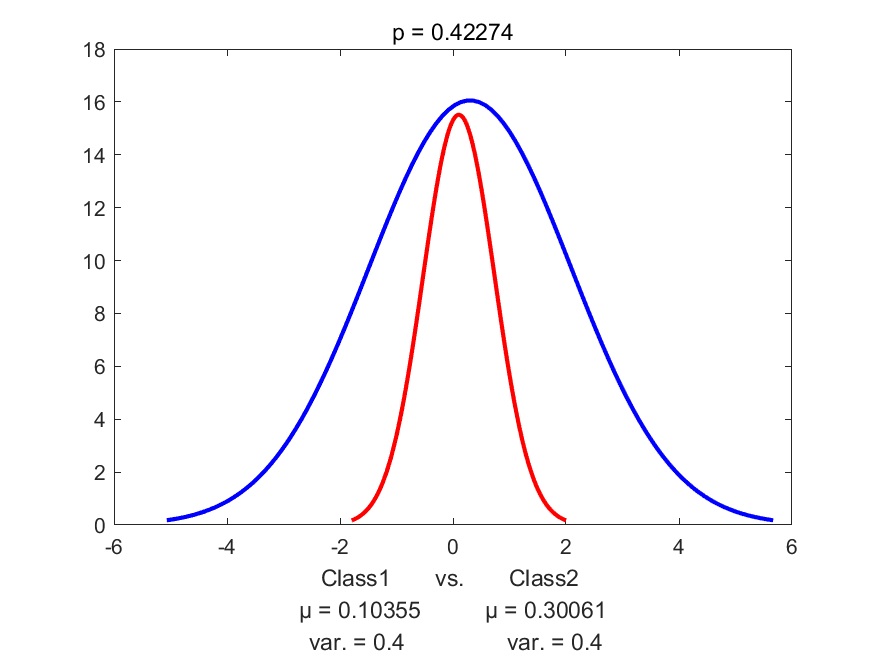 p = 0.42274
18
16
14
12
10
8
6
4
2
0
-6 -4 -2 0 2 4 6
Class1 vs. Class2
μ = 0.10355 μ = 0.30061
var. = 0.4 var. = 0.4